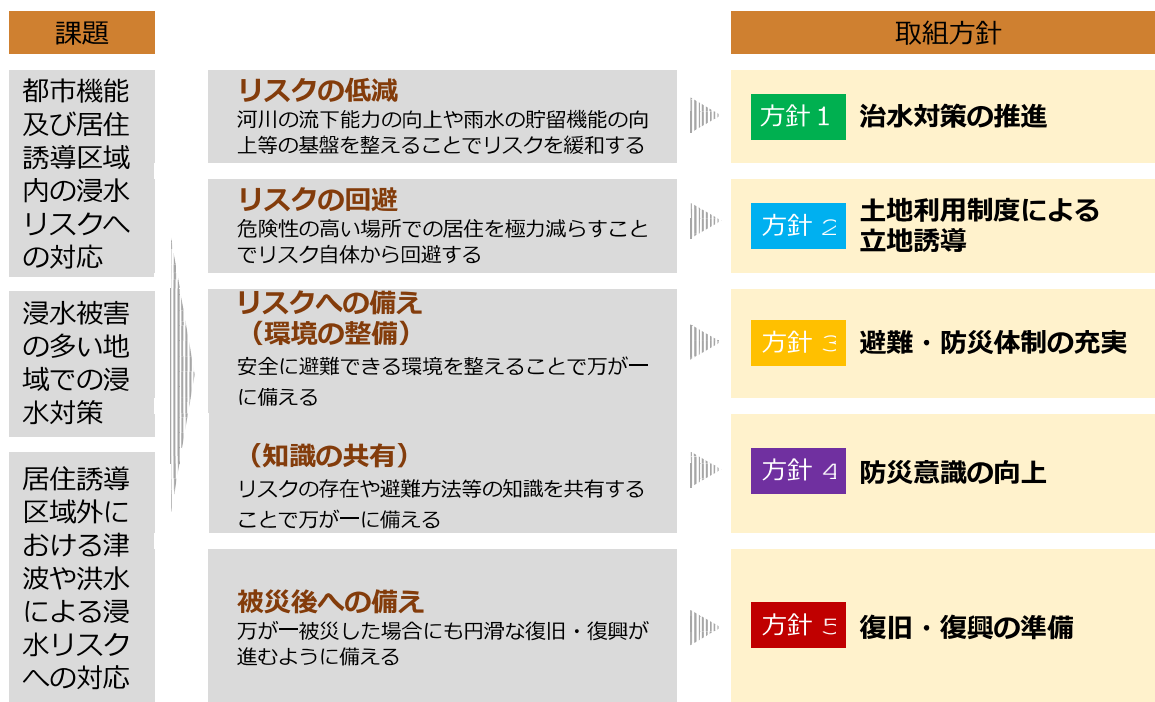 課題
都市機能
及び居住
誘導区域
内の浸水
リスクへ
の対応
浸水被害
の多い地
域での浸
水対策
居住誘導
区域外に
おける津
波や洪水
による浸
水リスク
への対応
リスクの低減
河川の流下能力の向上や雨水の貯留機能の向
上等の基盤を整えることでリスクを緩和する
リスクの回避
危険性の高い場所での居住を極力減らすこと
でリスク自体から回避する
リスクへの備え
（環境の整備）
安全に避難できる環境を整えることで万が一
に備える
（知識の共有）
リスクの存在や避難方法等の知識を共有する
ことで万が一に備える
被災後への備え
万が一被災した場合にも円滑な復旧・復興が
進むように備える
取組方針
方針１ 治水対策の推進
方針２ 土地利用制度による
立地誘導
方針３ 避難・防災体制の充実
方針４ 防災意識の向上
方針５ 復旧・復興の準備